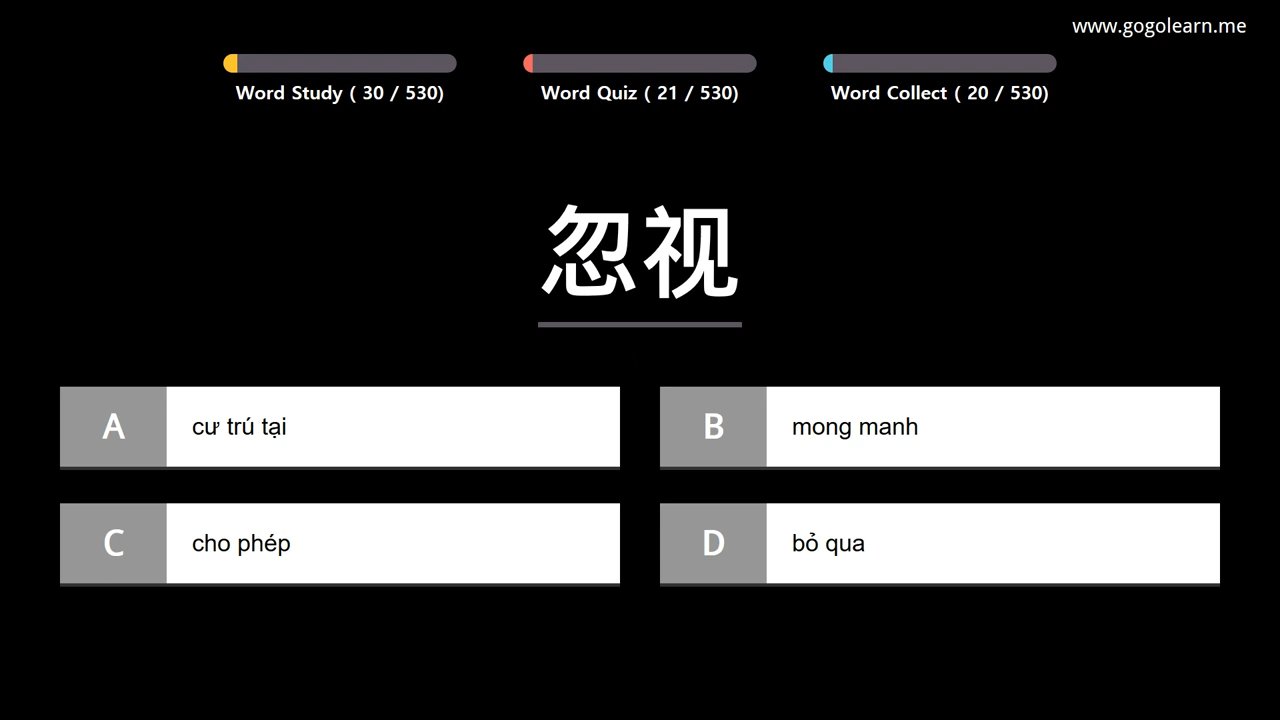 www.gogolearn.me
Word Study ( 30 / 530)
Word Quiz ( 21 / 530)
Word Collect ( 20 / 530)
忽视
A
cư trú tại
B
mong manh
C
cho phép
D
bỏ qua